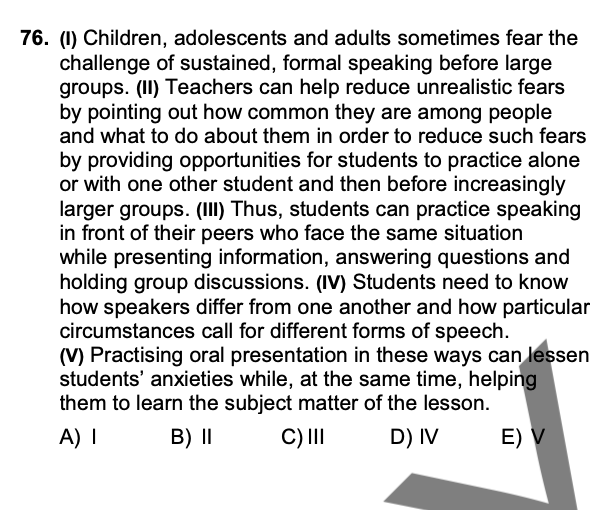 76. (I) Children, adolescents and adults sometimes fear the
challenge of sustained, formal speaking before large
groups. (II) Teachers can help reduce unrealistic fears
by pointing out how common they are among people
and what to do about them in order to reduce such fears
by providing opportunities for students to practice alone
or with one other student and then before increasingly
larger groups. (III) Thus, students can practice speaking
in front of their peers who face the same situation
while presenting information, answering questions and
holding group discussions. (IV) Students need to know
how speakers differ from one another and how particular
circumstances call for different forms of speech.
(V) Practising oral presentation in these ways can lessen
students’ anxieties while, at the same time, helping
them to learn the subject matter of the lesson.
A) I B) II C) III D) IV E) V